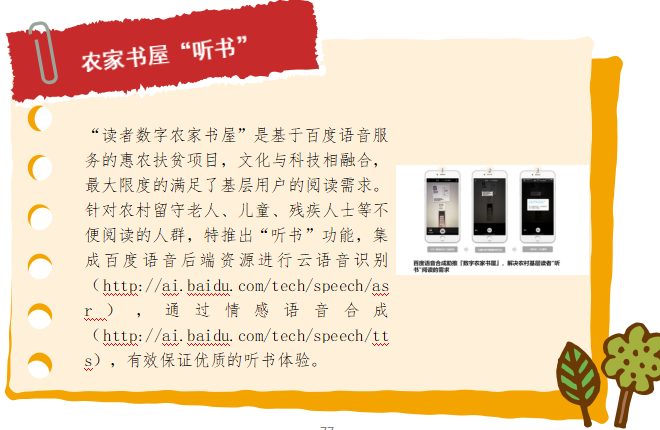 农家书屋“听书”
“读者数字农家书屋”是基于百度语音服
务的惠农扶贫项目，文化与科技相融合，
最大限度的满足了基层用户的阅读需求。
针对农村留守老人、儿童、残疾人士等不
便阅读的人群，特推出“听书”功能，集
成百度语音后端资源进行云语音识别
（http://ai.baidu.com/tech/speech/as
r），通过情感语音合成
（http://ai.baidu.com/tech/speech/tt
s），有效保证优质的听书体验。
百度语音合成助推「数字农家书屋」，解决农村基层读者“听
书”阅读的需求